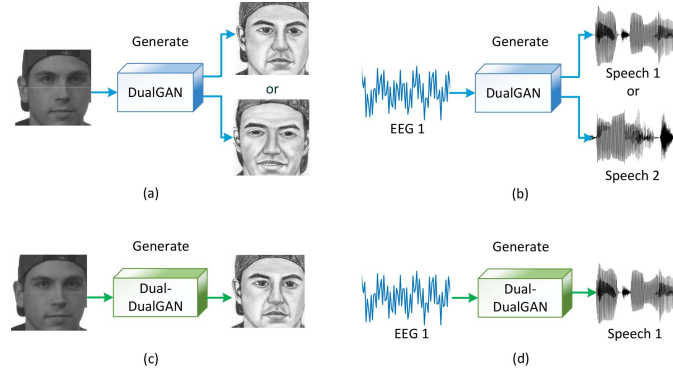 Generate
DualGAN
or
(a)
Generate
DualGAN
EEG 1
Speech 1
or
Speech 2
(b)
Generate
Dual-
DualGAN
(c)
Generate
Dual-
DualGAN
EEG 1
Speech 1
(d)